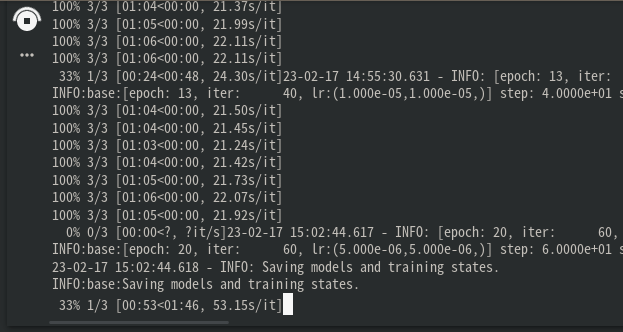 100% 3/3 [01:04<00:00, 21.37s/it]
100% 3/3 [01:05<00:00, 21.99s/it]
100% 3/3 [01:06<00:00, 22.11s/it]
100% 3/3 [01:06<00:00, 22.11s/it]
33% 1/3 [00:24<00:48, 24.30s/it]23-02-17 14:55:30.631 - INFO: [epoch: 13, iter:
INFO:base:[epoch: 13, iter:      40, lr:(1.000e-05,1.000e-05,)] step: 4.0000e+01 s
100% 3/3 [01:04<00:00, 21.50s/it]
100% 3/3 [01:04<00:00, 21.45s/it]
100% 3/3 [01:03<00:00, 21.24s/it]
100% 3/3 [01:04<00:00, 21.42s/it]
100% 3/3 [01:05<00:00, 21.73s/it]
100% 3/3 [01:06<00:00, 22.07s/it]
100% 3/3 [01:05<00:00, 21.92s/it]
0% 0/3 [00:00<?, ?it/s]23-02-17 15:02:44.617 - INFO: [epoch: 20, iter:      60,
INFO:base:[epoch: 20, iter:      60, lr:(5.000e-06,5.000e-06,)] step: 6.0000e+01 s
23-02-17 15:02:44.618 - INFO: Saving models and training states.
INFO:base:Saving models and training states.
33% 1/3 [00:53<01:46, 53.15s/it]